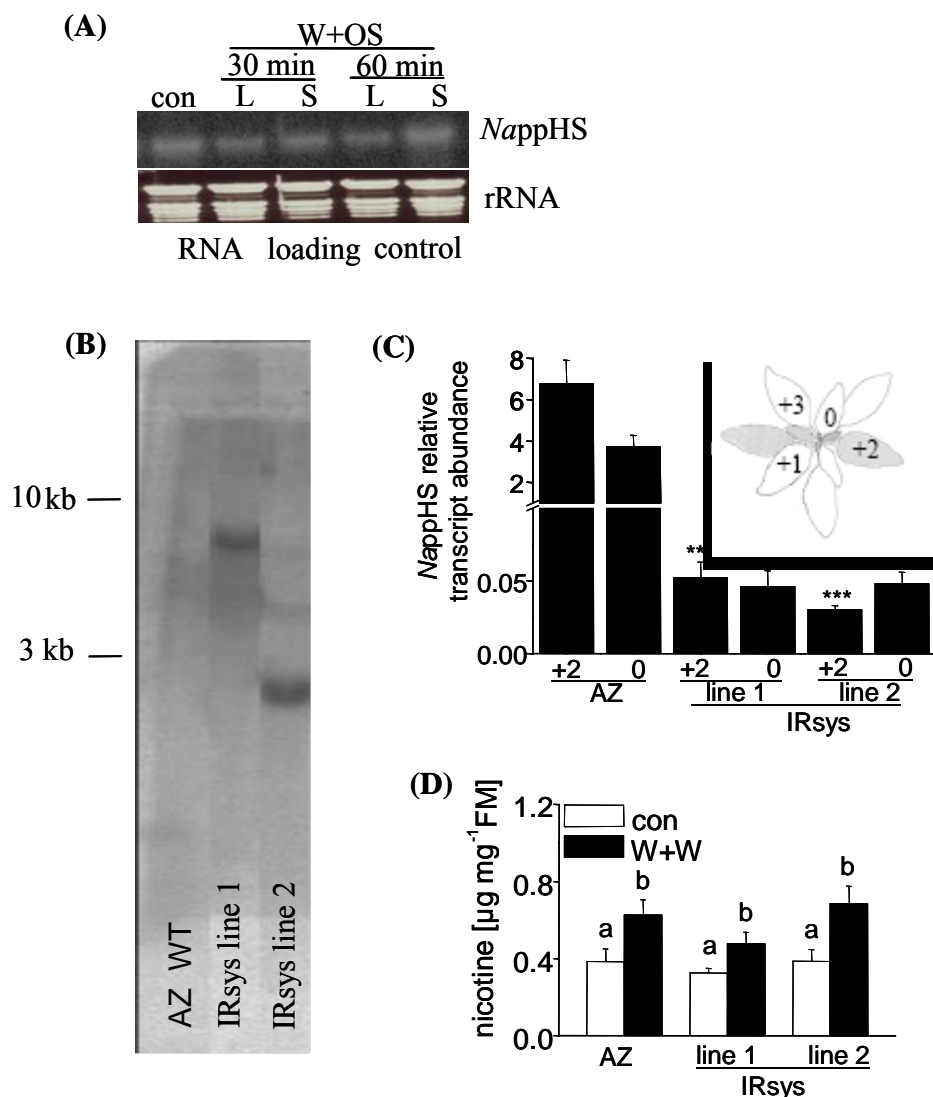 (A)
W+OS
30 min 60 min
con L S L S
NappHS
rRNA
RNA loading control
(B)
10 kb
3 kb
AZ WT
IRsys line 1
IRsys line 2
(C)
NappHS relative
transcript abundance
8
6
4
2
0.05
0.00
**
***
+3
0
+2
+1
+2 0 +2 0 +2 0
AZ line 1 line 2
IRsys
(D)
nicotine [µg mg-1FM]
1.2
0.8
0.4
0.0
con
W+W
a b a b a b
AZ line 1 line 2
IRsys